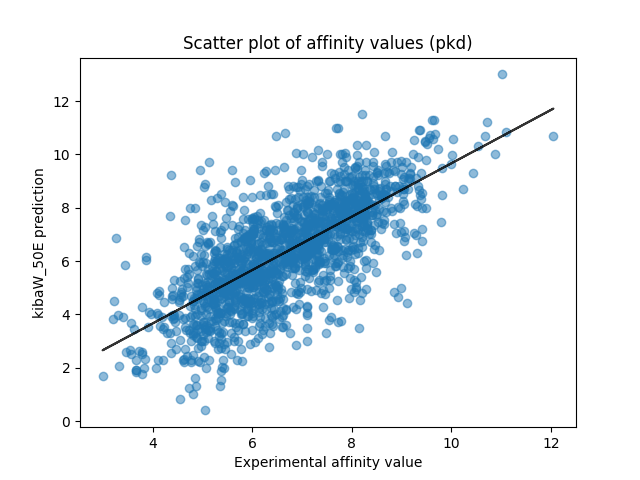 Scatter plot of affinity values (pkd)
12
10
8
6
4
2
0
kibaW_50E prediction
4 6 8 10 12
Experimental affinity value